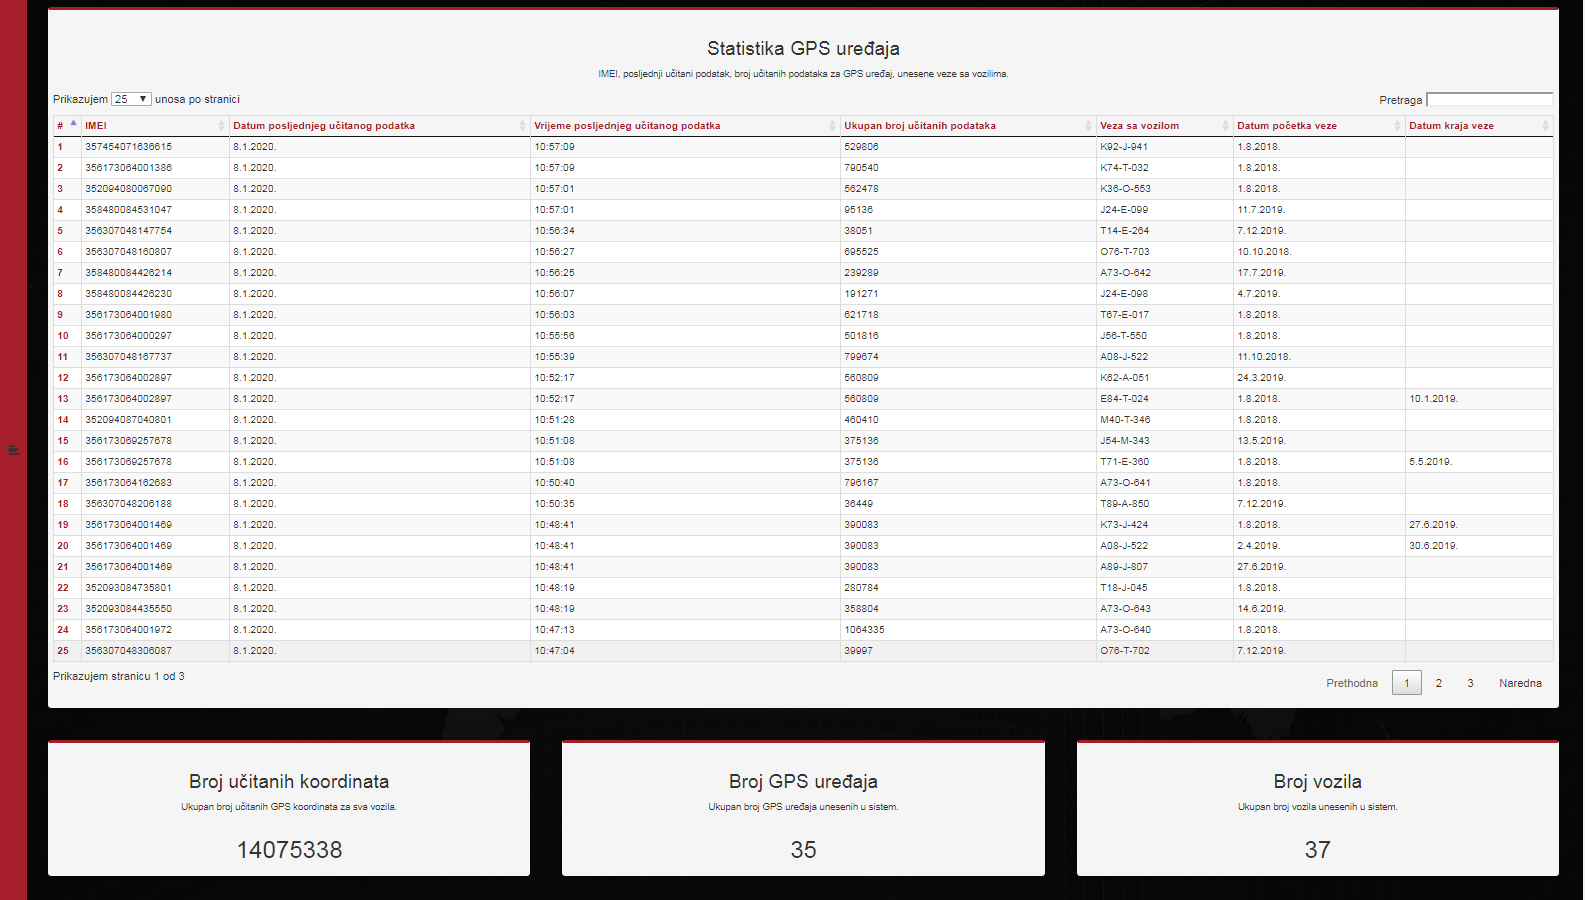 Statistika GPS uređaja
IMEI, posljednji učitani podatak, broj učitanih podataka za GPS uređaj, unesene veze sa vozilima.
Prikazujem 25 unosa po stranici
Pretraga
# IMEI Datum posljednjeg učitanog podatka Vrijeme posljednjeg učitanog podatka Ukupan broj učitanih podataka Veza sa vozilom Datum početka veze Datum kraja veze
1 357454071636615 8.1.2020. 10:57:09 529806 K92-J-941 1.8.2018.
2 356173064001386 8.1.2020. 10:57:09 790540 K74-T-032 1.8.2018.
3 352094080067090 8.1.2020. 10:57:01 562478 K36-O-553 1.8.2018.
4 358480084531047 8.1.2020. 10:57:01 95136 J24-E-099 11.7.2019.
5 356307048147754 8.1.2020. 10:56:34 38051 T14-E-264 7.12.2019.
6 356307048160807 8.1.2020. 10:56:27 695525 O76-T-703 10.10.2018.
7 358480084426214 8.1.2020. 10:56:25 239289 A73-O-642 17.7.2019.
8 358480084426230 8.1.2020. 10:56:07 191271 J24-E-098 4.7.2019.
9 356173064001980 8.1.2020. 10:56:03 621718 T67-E-017 1.8.2018.
10 356173064000297 8.1.2020. 10:55:56 501816 J56-T-550 1.8.2018.
11 356307048167737 8.1.2020. 10:55:39 799674 A08-J-522 11.10.2018.
12 356173064002897 8.1.2020. 10:52:17 560809 K62-A-051 24.3.2019.
13 356173064002897 8.1.2020. 10:52:17 560809 E84-T-024 1.8.2018. 10.1.2019.
14 352094087040801 8.1.2020. 10:51:28 460410 M40-T-346 1.8.2018.
15 356173069257678 8.1.2020. 10:51:08 375136 J54-M-343 13.5.2019.
16 356173069257678 8.1.2020. 10:51:08 375136 T71-E-360 1.8.2018. 5.5.2019.
17 356173064162683 8.1.2020. 10:50:40 796167 A73-O-641 1.8.2018.
18 356307048206188 8.1.2020. 10:50:35 36449 T89-A-850 7.12.2019.
19 356173064001469 8.1.2020. 10:48:41 390083 K73-J-424 1.8.2018. 27.6.2019.
20 356173064001469 8.1.2020. 10:48:41 390083 A08-J-522 2.4.2019. 30.6.2019.
21 356173064001469 8.1.2020. 10:48:41 390083 A89-J-807 27.6.2019.
22 352093084735801 8.1.2020. 10:48:19 280784 T18-J-045 1.8.2018.
23 352093084435550 8.1.2020. 10:48:19 358804 A73-O-643 14.6.2019.
24 356173064001972 8.1.2020. 10:47:13 1064335 A73-O-640 1.8.2018.
25 356307048306087 8.1.2020. 10:47:04 39997 O76-T-702 7.12.2019.
Prikazujem stranicu 1 od 3
Prethodna 1 2 3 Naredna
Broj učitanih koordinata
Ukupan broj učitanih GPS koordinata za sva vozila.
14075338
Broj GPS uređaja
Ukupan broj GPS uređaja unesenih u sistem.
35
Broj vozila
Ukupan broj vozila unesenih u sistem.
37